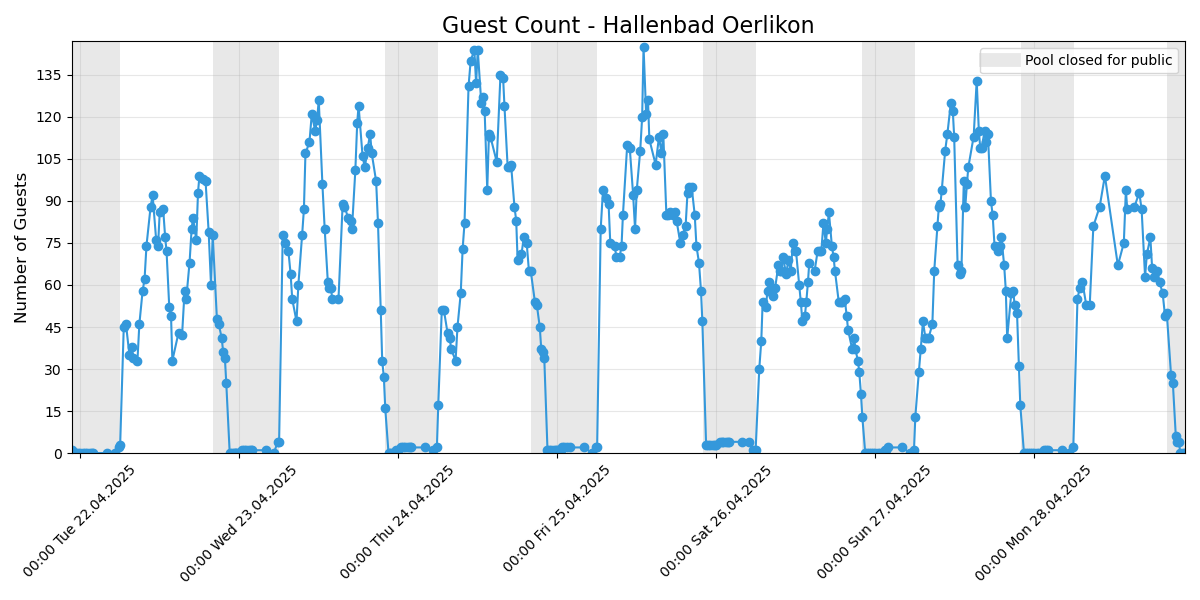 Guest Count - Hallenbad Oerlikon
Pool closed for public
Number of Guests
135
120
105
90
75
60
45
30
15
0
00:00 Tue 22.04.2025
00:00 Wed 23.04.2025
00:00 Thu 24.04.2025
00:00 Fri 25.04.2025
00:00 Sat 26.04.2025
00:00 Sun 27.04.2025
00:00 Mon 28.04.2025